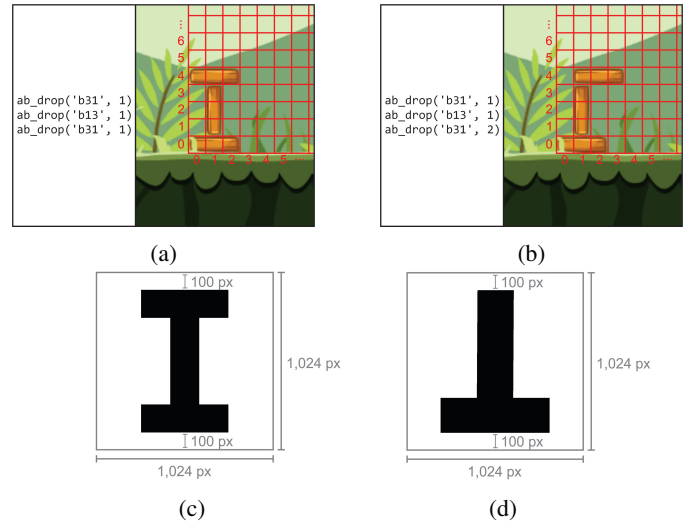 ab_drop('b31', 1)
ab_drop('b13', 1)
ab_drop('b31', 1)
...
6
5
4
3
2
1
0
0 1 2 3 4 5 ...
(a)
ab_drop('b31', 1)
ab_drop('b13', 1)
ab_drop('b31', 2)
...
6
5
4
3
2
1
0
0 1 2 3 4 5 ...
(b)
100 px
1,024 px
100 px
1,024 px
(c)
100 px
1,024 px
100 px
1,024 px
(d)